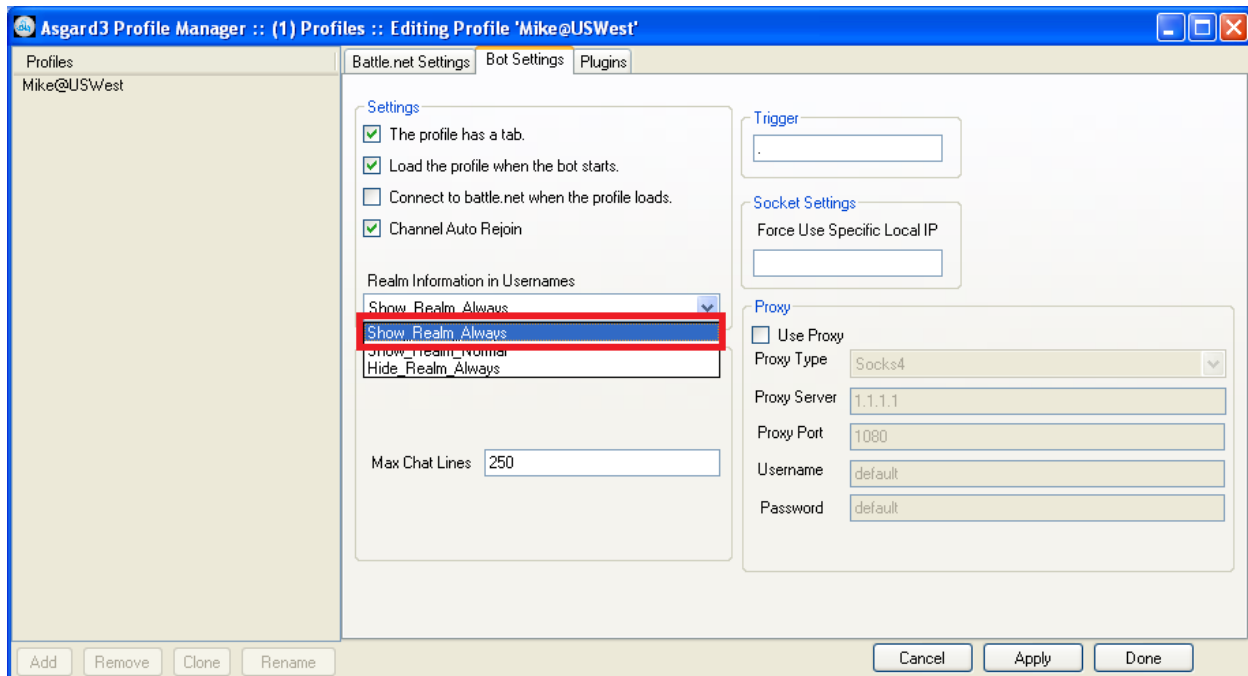 Asgard3 Profile Manager :: (1) Profiles :: Editing Profile 'Mike@USWest'
Profiles
Mike@USWest
Battle.net Settings Bot Settings Plugins
Settings
The profile has a tab.
Load the profile when the bot starts.
Connect to battle.net when the profile loads.
Channel Auto Rejoin
Realm Information in Usernames
Show_Realm_Always
Show_Realm_Always
Show_Realm_Normal
Hide_Realm_Always
Max Chat Lines 250
Trigger
.
Socket Settings
Force Use Specific Local IP
Proxy
Use Proxy
Proxy Type Socks4
Proxy Server 1.1.1.1
Proxy Port 1080
Username default
Password default
Add Remove Clone Rename
Cancel Apply Done